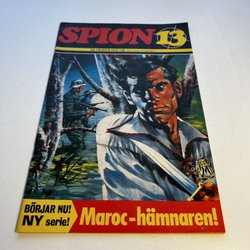 SPION 13
BÖRJAR NU!
NY serie!
Maroc-hämnaren!